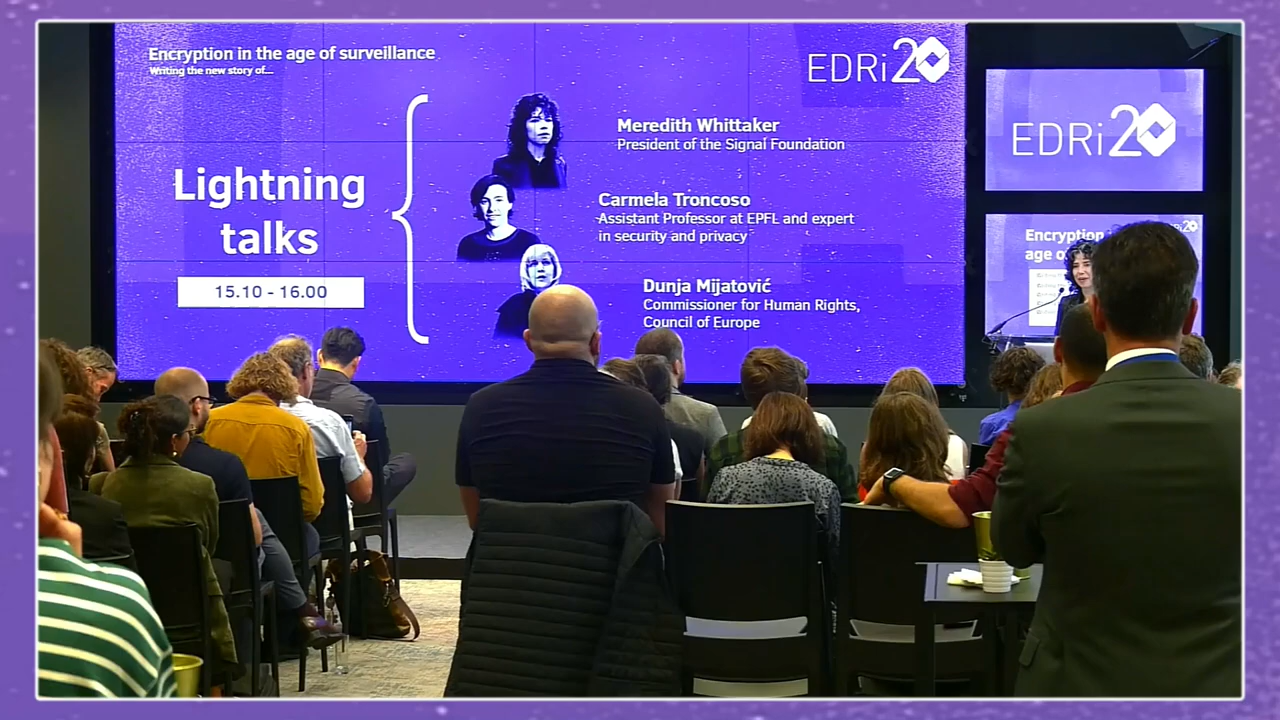 Encryption in the age of surveillance
Writing the new story of...
EDRi20
Lightning
talks
15.10 - 16.00
Meredith Whittaker
President of the Signal Foundation
Carmela Troncoso
Assistant Professor at EPFL and expert
in security and privacy
Dunja Mijatović
Commissioner for Human Rights,
Council of Europe
EDRi20
Encryption
age o